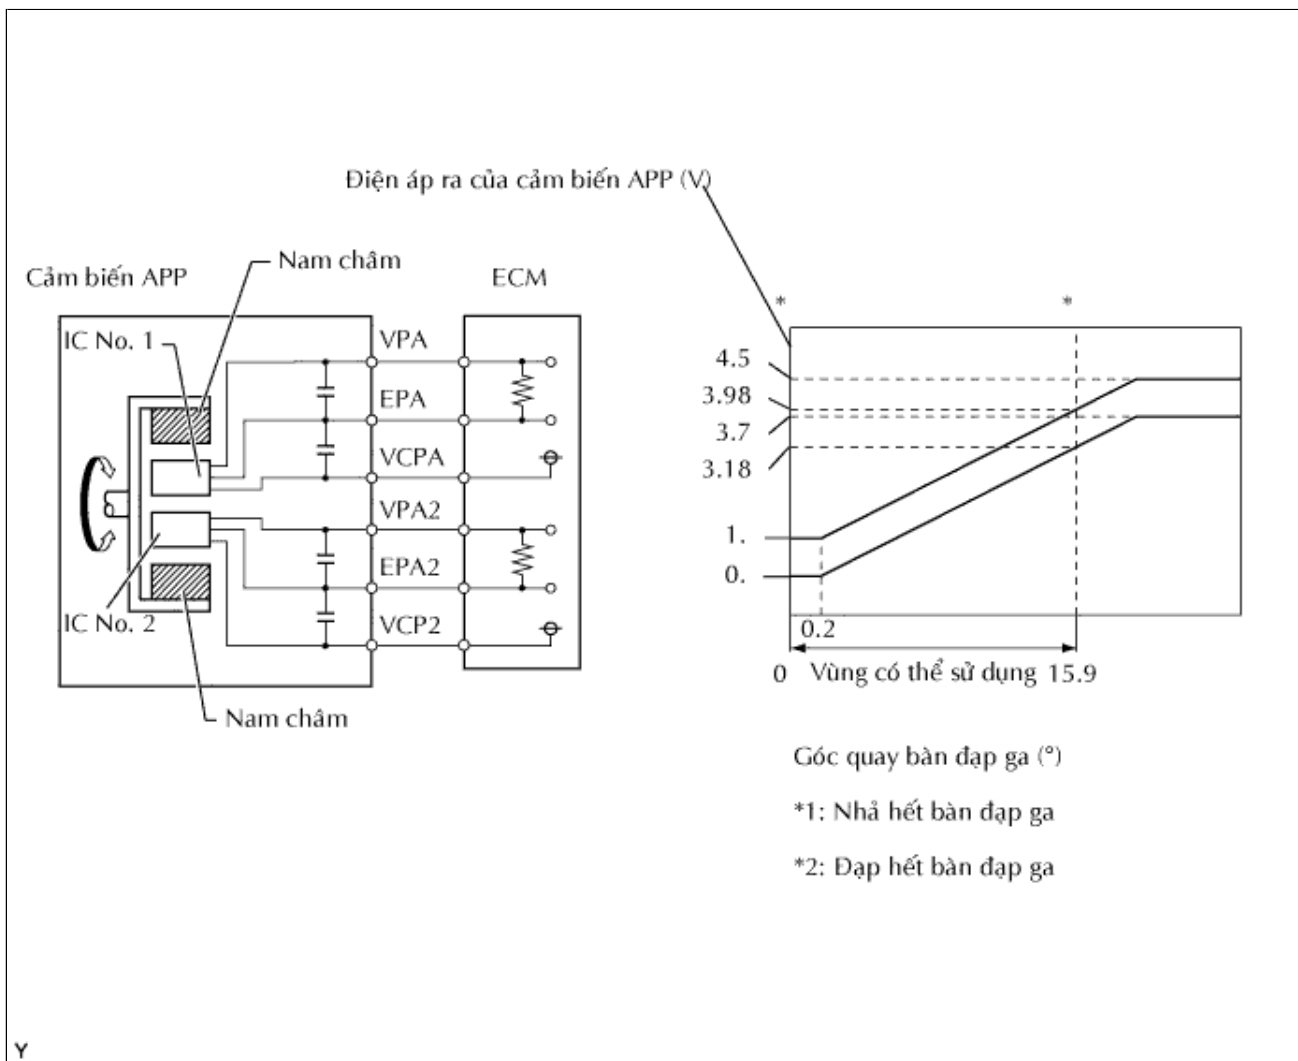 Điện áp ra của cảm biến APP (V)
Nam châm
Cảm biến APP
ECM
IC No. 1
VPA
EPA
VCPA
VPA2
EPA2
VCP2
IC No. 2
Nam châm
*
*
4.5
3.98
3.7
3.18
1.
0.
0.2
0 Vùng có thể sử dụng 15.9
Góc quay bàn đạp ga (°)
*1: Nhả hết bàn đạp ga
*2: Đạp hết bàn đạp ga
Y